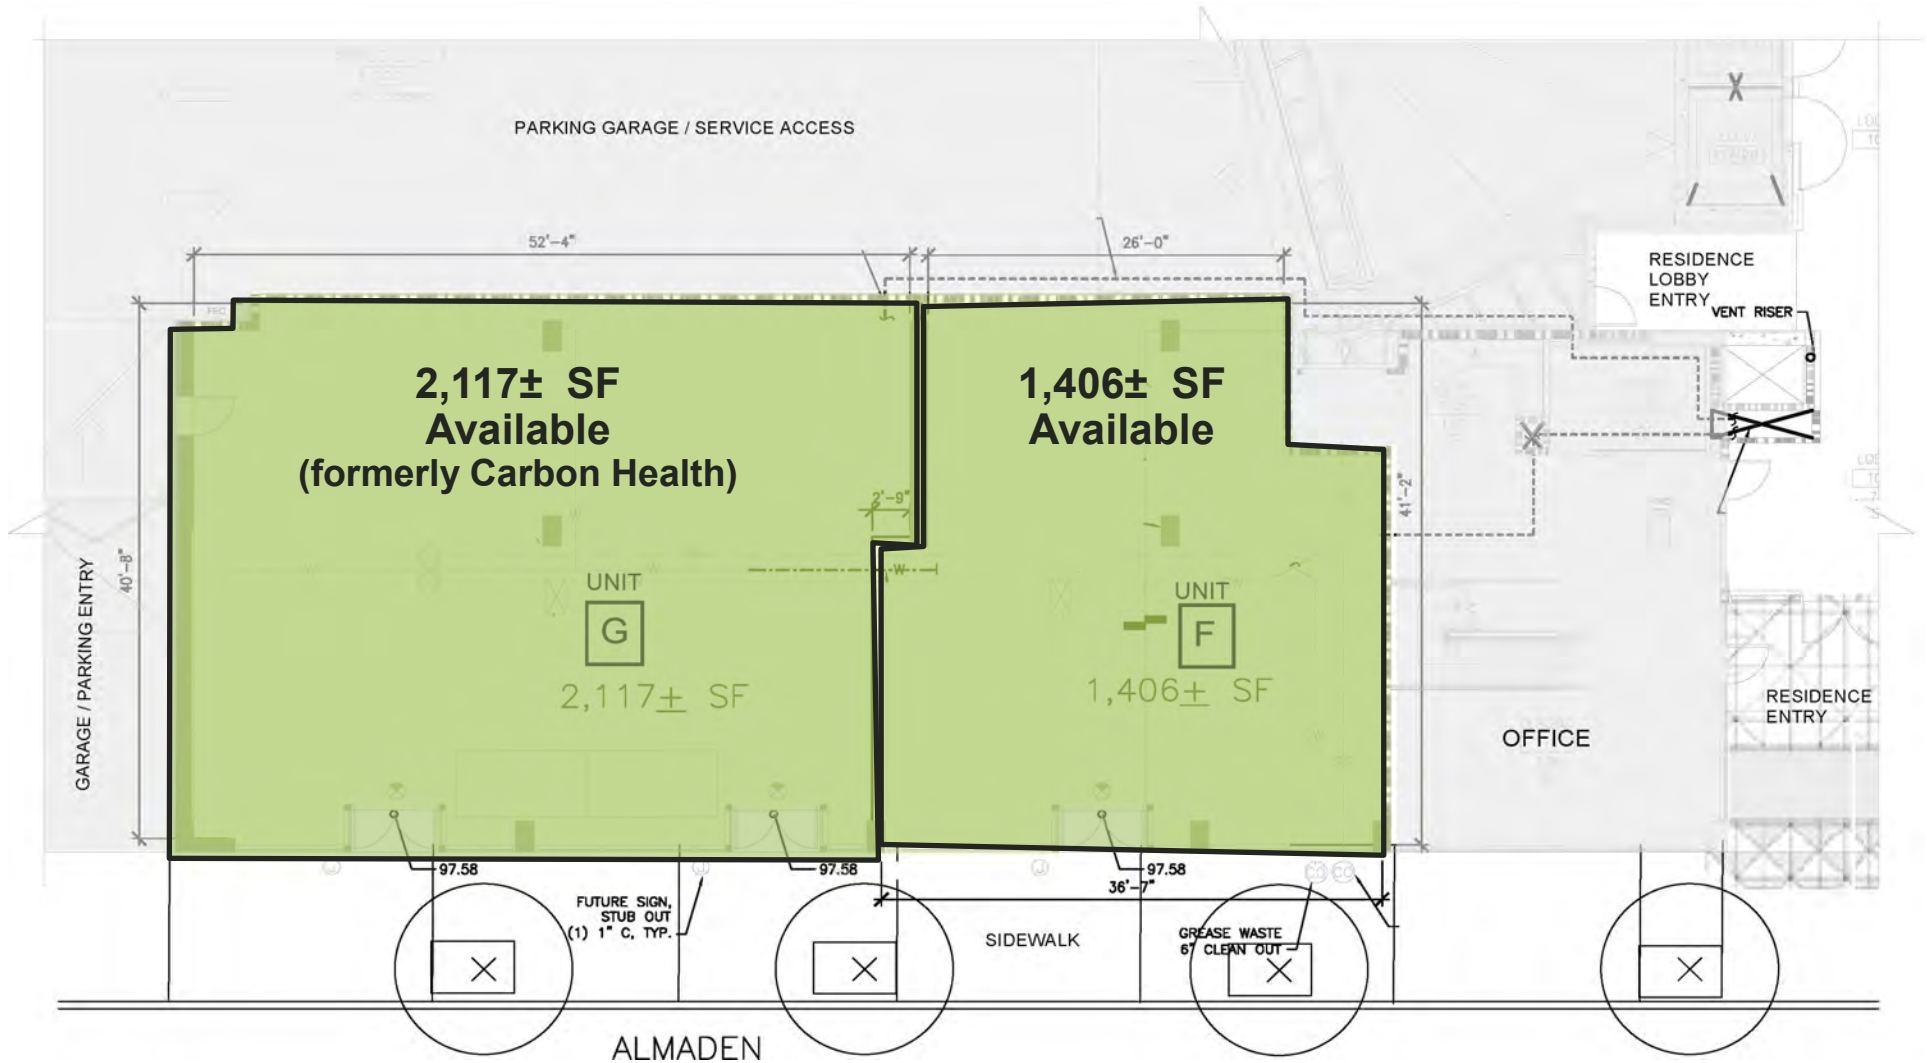 PARKING GARAGE / SERVICE ACCESS
52'-4"
26'-0"
RESIDENCE
LOBBY
ENTRY
VENT RISER
2,117± SF
Available
(formerly Carbon Health)
1,406± SF
Available
2'-9"
41'-2"
40'-8"
GARAGE / PARKING ENTRY
W
W
W
UNIT
G
2,117± SF
UNIT
F
1,406± SF
RESIDENCE
ENTRY
OFFICE
97.58
97.58
97.58
36'-7"
FUTURE SIGN,
STUB OUT
(1) 1" C, TYP.
SIDEWALK
GREASE WASTE
6" CLEAN OUT
CO
CO
ALMADEN